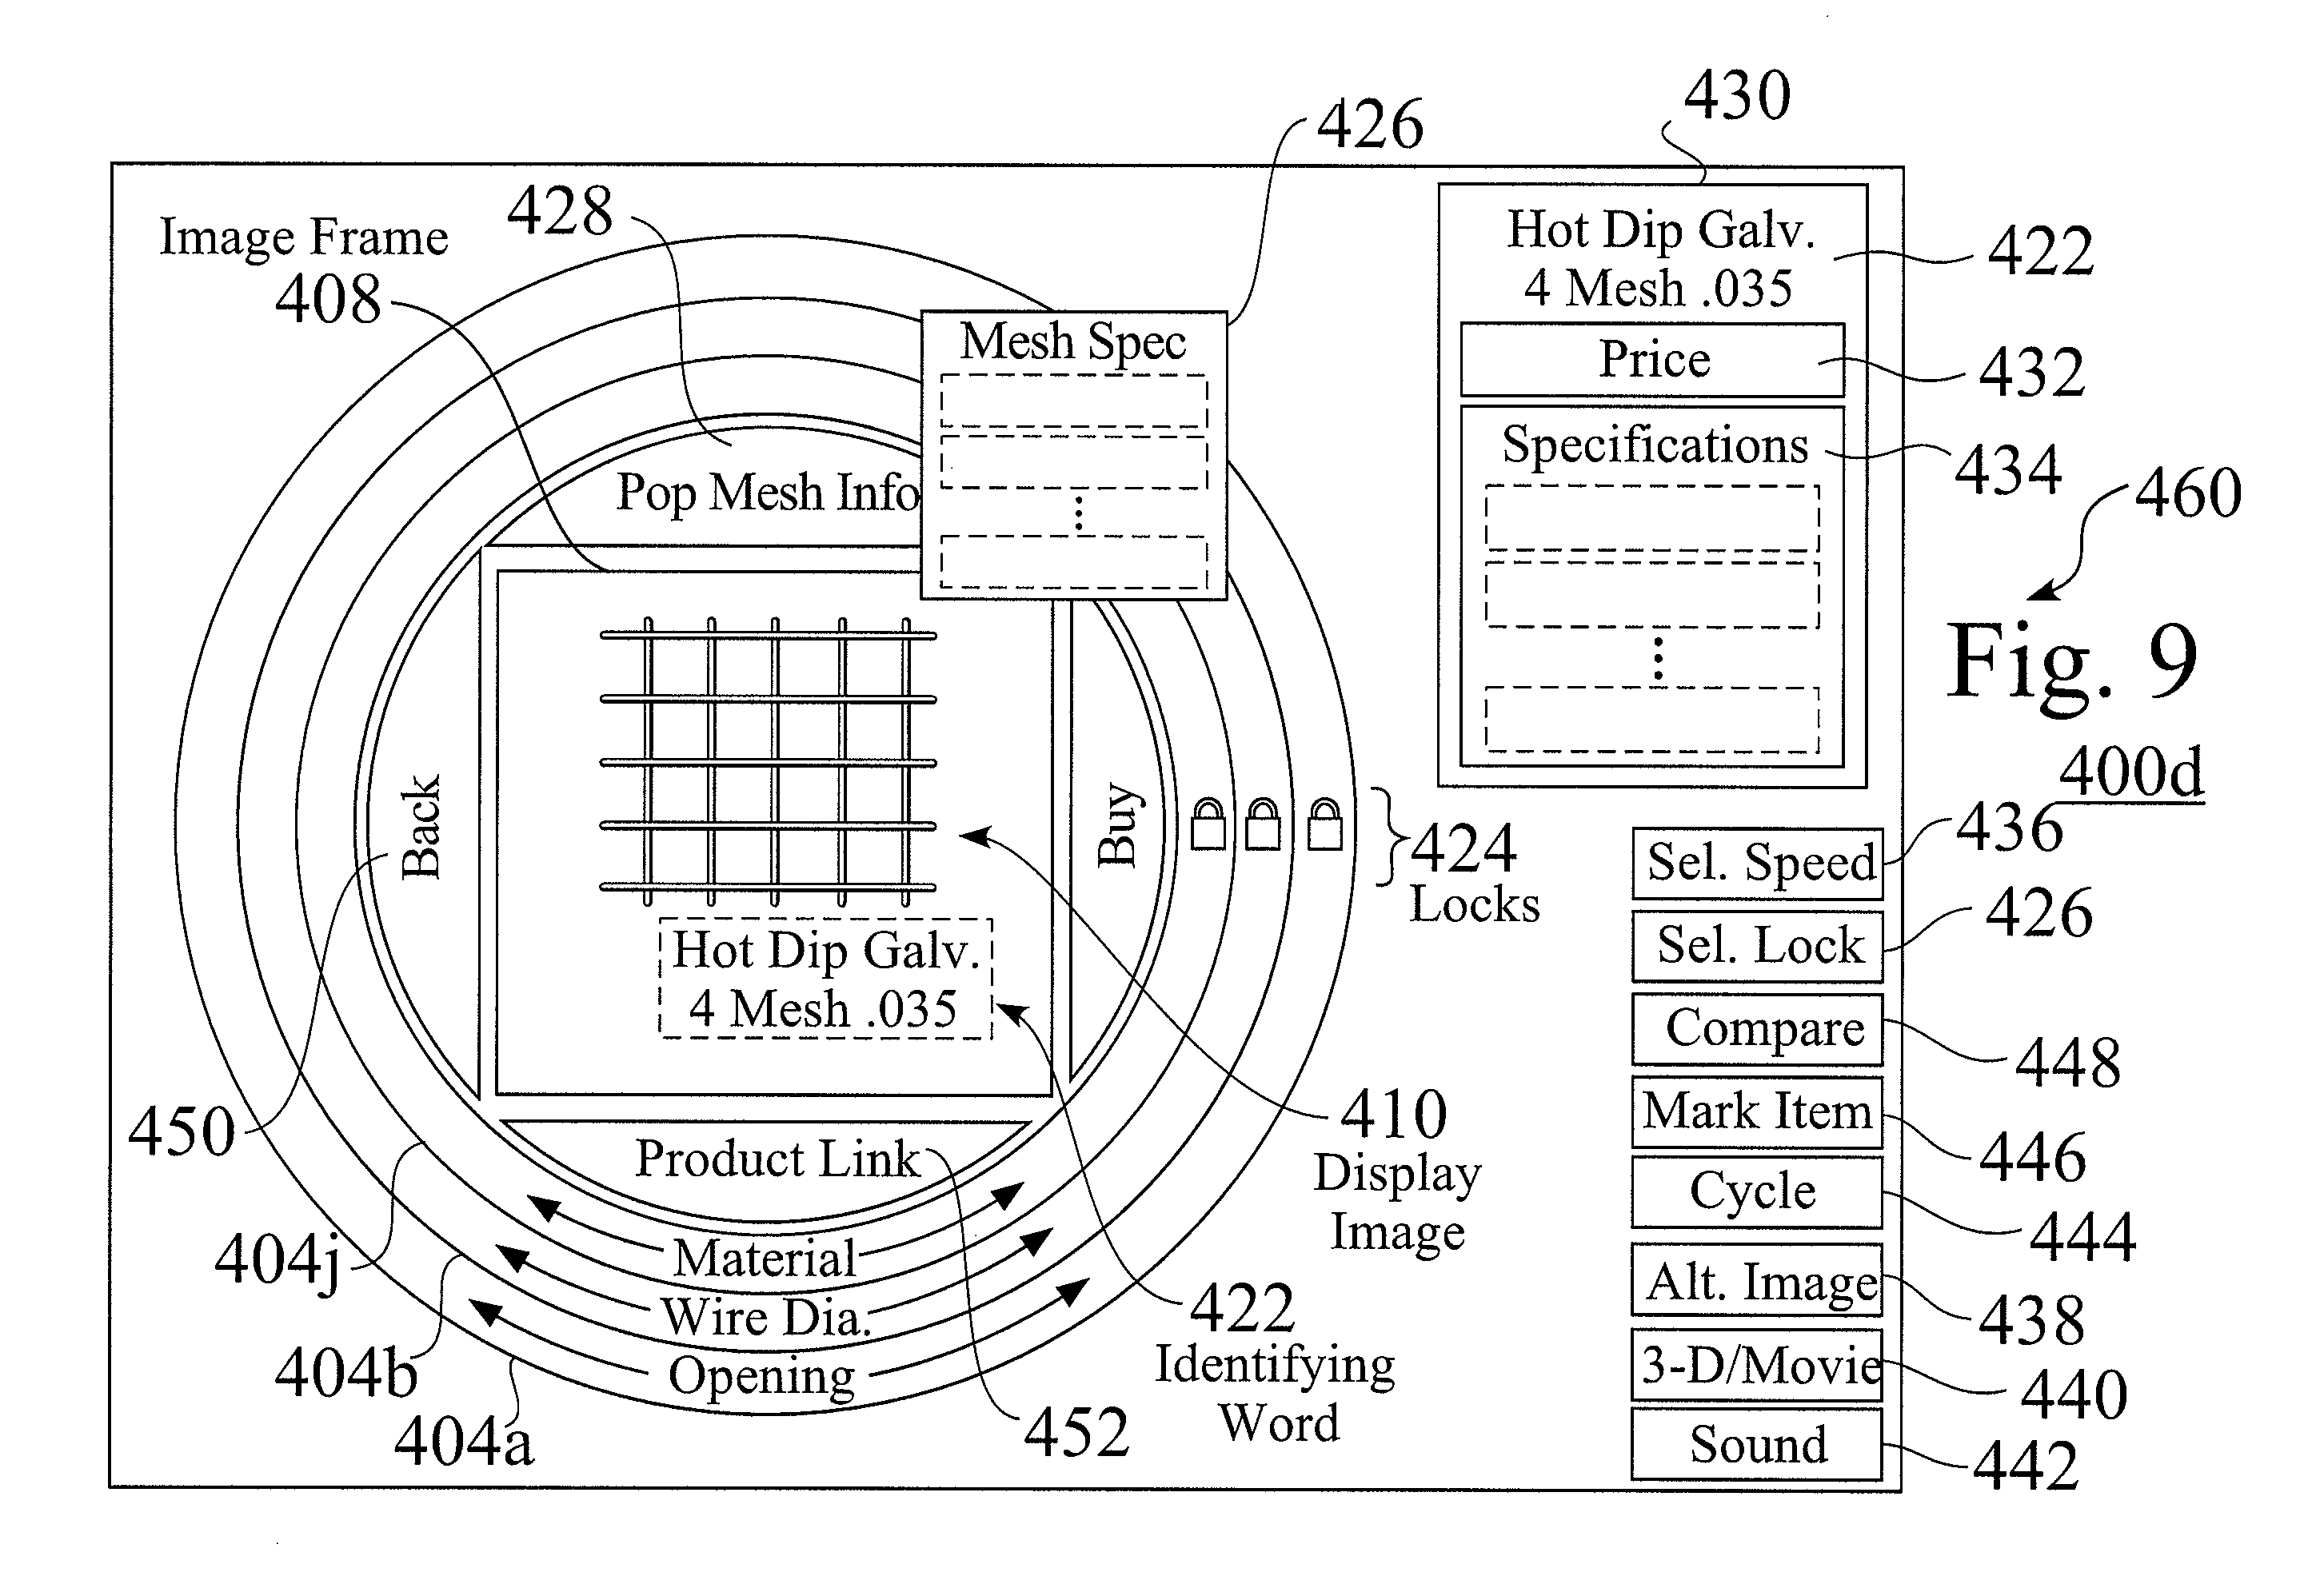 430
426
428
Image Frame
408
Hot Dip Galv.
4 Mesh .035
422
Mesh Spec
Price
432
Specifications
434
Pop Mesh Info
460
Fig. 9
400d
Back
Buy
424
Locks
Hot Dip Galv.
4 Mesh .035
Sel. Speed
436
Sel. Lock
426
Compare
448
Mark Item
446
Cycle
444
Alt. Image
438
3-D/Movie
440
Sound
442
450
Product Link
410
Display
Image
404j
Material
Wire Dia.
Opening
404b
404a
452
422
Identifying
Word